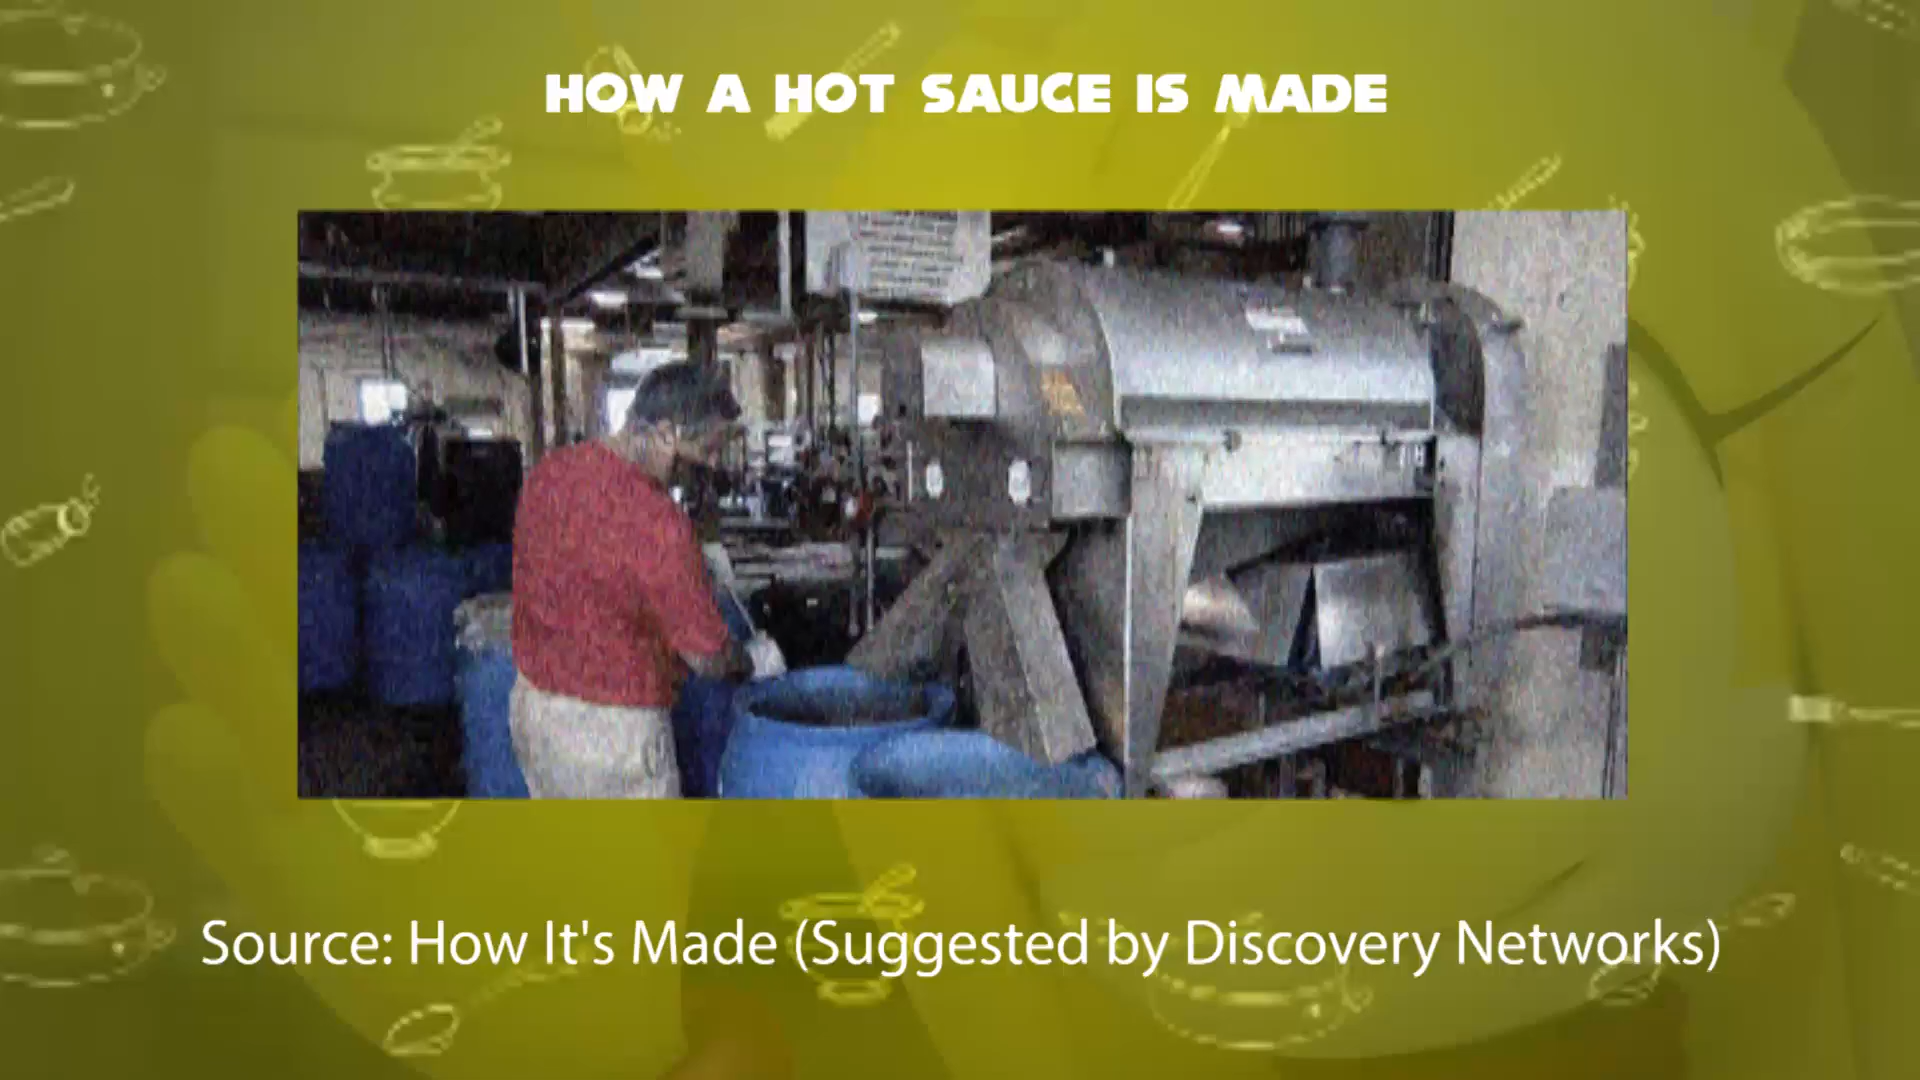 HOW A HOT SAUCE IS MADE
Source: How It's Made (Suggested by Discovery Networks)